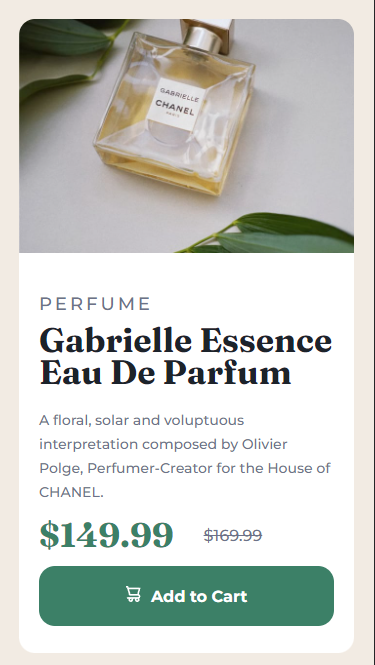 GABRIELLE
CHANEL
PARIS
PERFUME
Gabrielle Essence
Eau De Parfum
A floral, solar and voluptuous
interpretation composed by Olivier
Polge, Perfumer-Creator for the House of
CHANEL.
$149.99 $169.99
Add to Cart